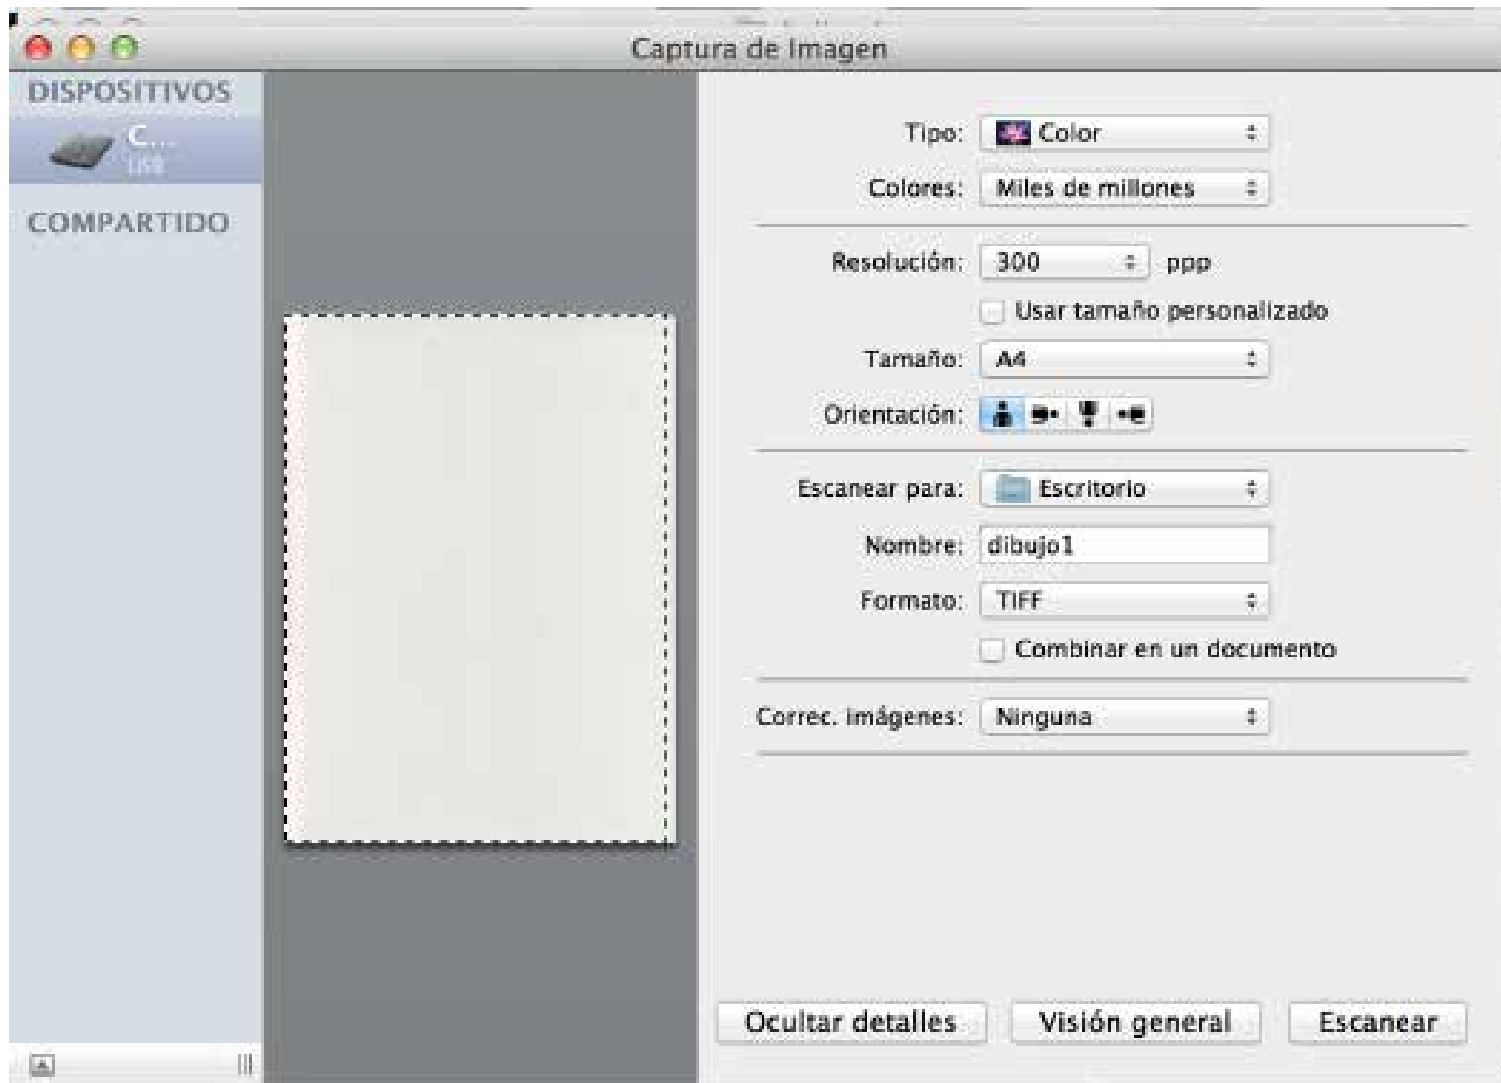 Captura de Imagen
DISPOSITIVOS
C...
USB
COMPARTIDO
Tipo: Color
Colores: Miles de millones
Resolución: 300 ppp
Usar tamaño personalizado
Tamaño: A4
Orientación:
Escanear para: Escritorio
Nombre: dibujo1
Formato: TIFF
Combinar en un documento
Correc. imágenes: Ninguna
Ocultar detalles Visión general Escanear